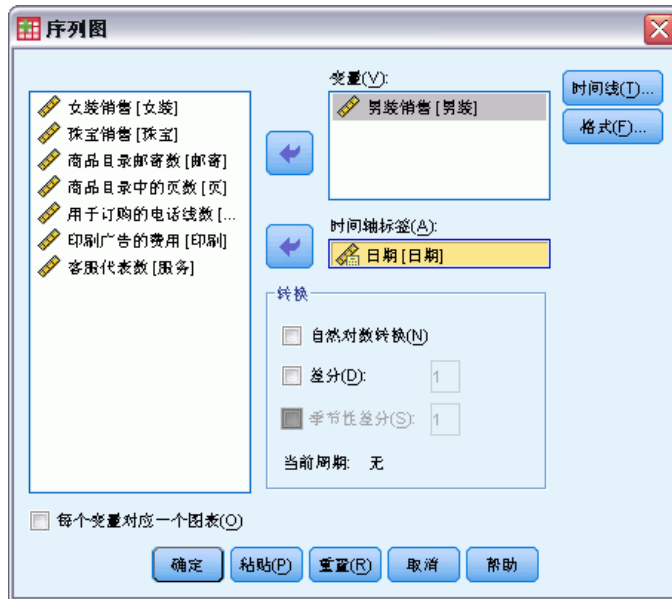 序列图
女装销售 [女装]
珠宝销售 [珠宝]
商品目录邮寄数 [邮寄]
商品目录中的页数 [页]
用于订购的电话线数 [...
印刷广告的费用 [印刷]
客服代表数 [服务]
变量(V):
男装销售 [男装]
时间轴标签(A):
日期 [日期]
转换
自然对数转换(N)
差分(D): 1
季节性差分(S): 1
当前周期: 无
时间线(T)...
格式(F)...
每个变量对应一个图表(O)
确定 粘贴(P) 重置(R) 取消 帮助